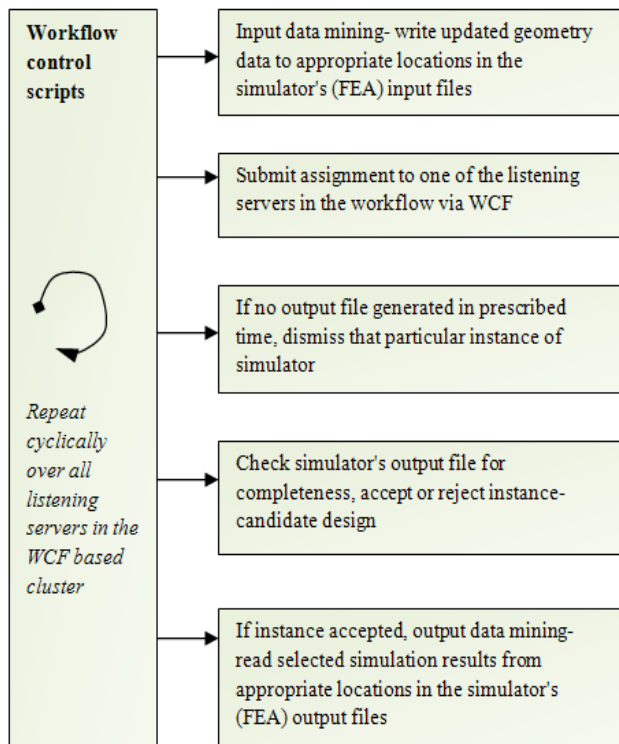 Workflow
control
scripts
Repeat
cyclically
over all
listening
servers in the
WCF based
cluster
Input data mining- write updated geometry
data to appropriate locations in the
simulator's (FEA) input files
Submit assignment to one of the listening
servers in the workflow via WCF
If no output file generated in prescribed
time, dismiss that particular instance of
simulator
Check simulator's output file for
completeness, accept or reject instance-
candidate design
If instance accepted, output data mining-
read selected simulation results from
appropriate locations in the simulator's
(FEA) output files